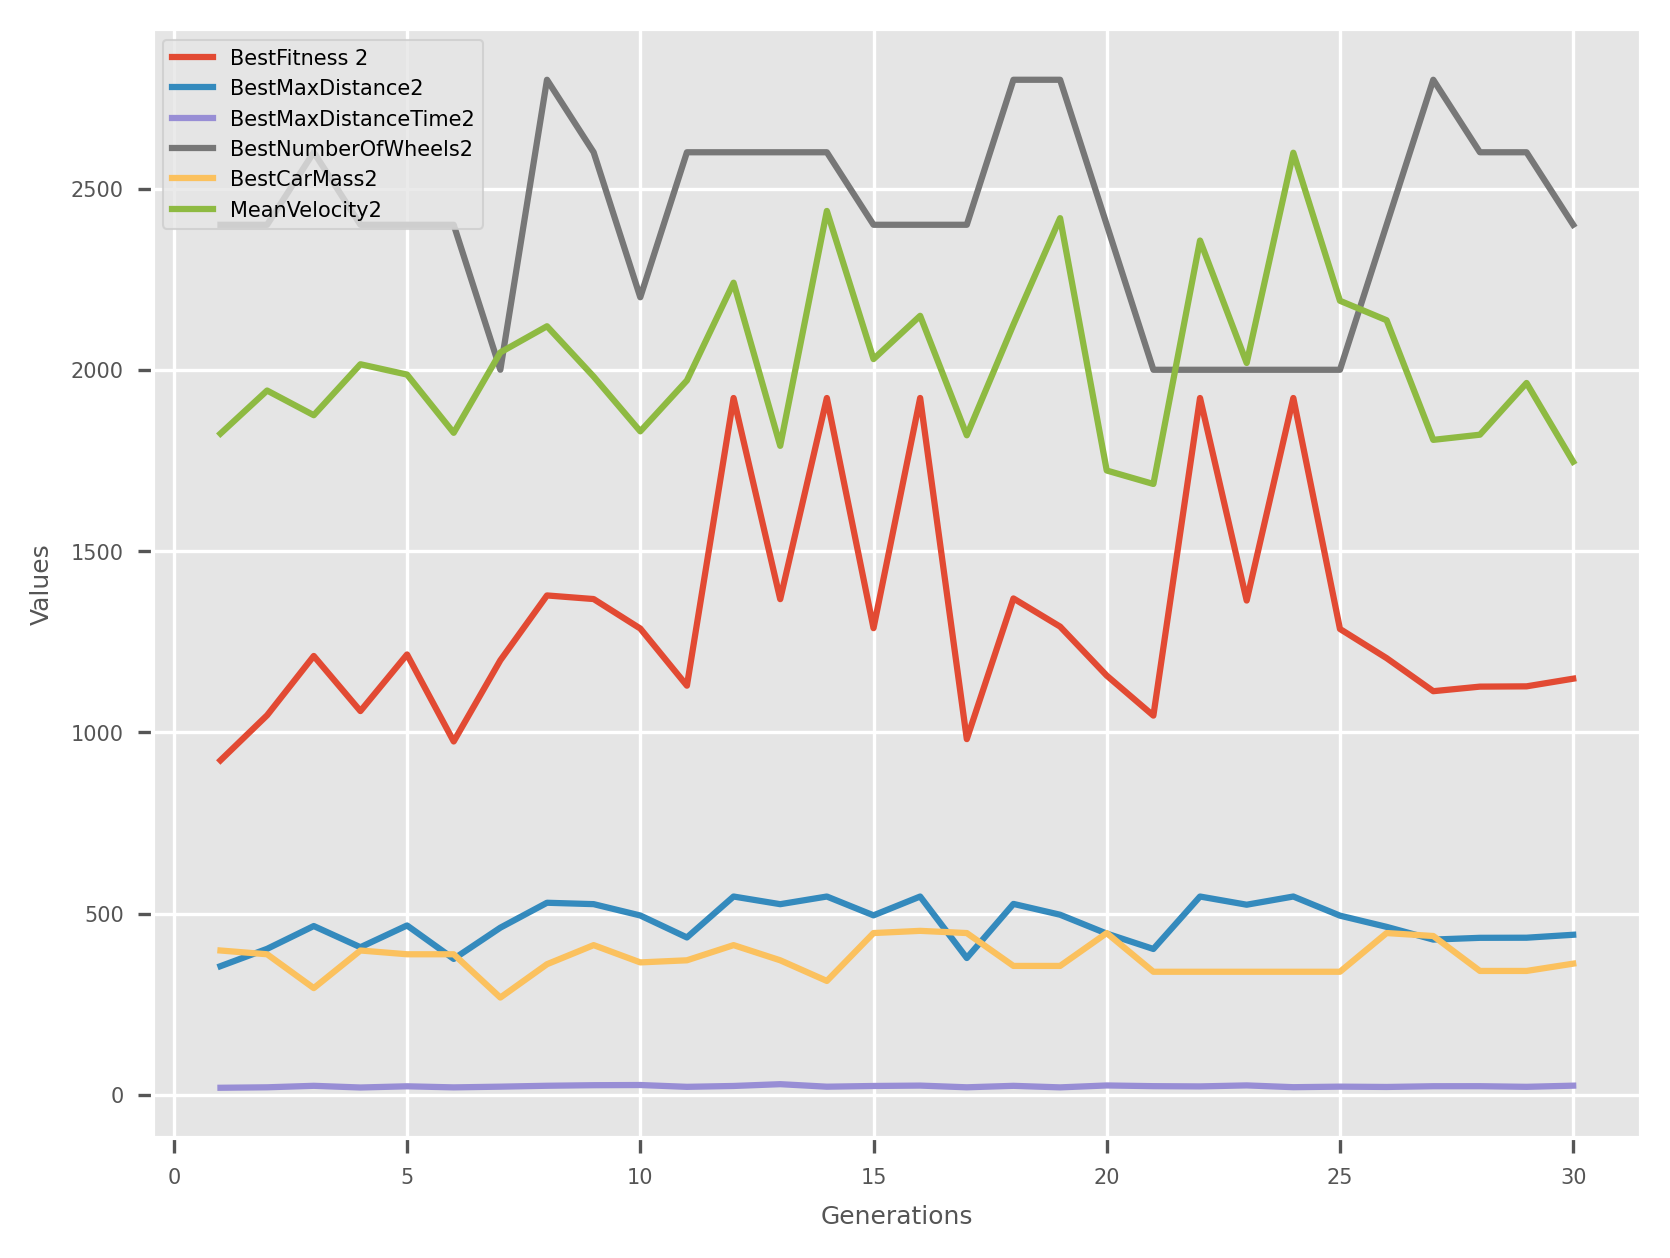 BestFitness 2
BestMaxDistance2
BestMaxDistanceTime2
BestNumberOfWheels2
BestCarMass2
MeanVelocity2
2500
2000
1500
1000
500
0
Values
0 5 10 15 20 25 30
Generations